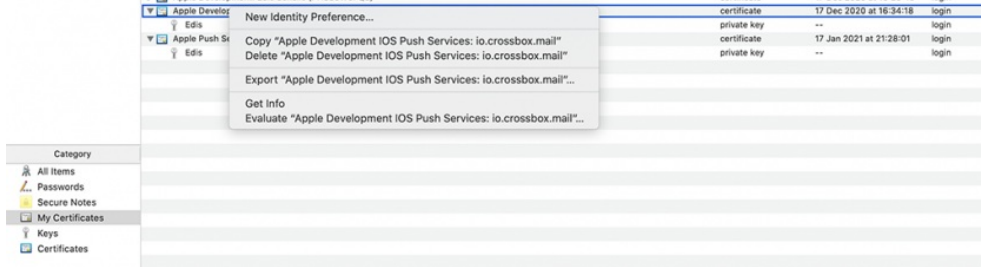 Apple Develop certificate 17 Dec 2020 at 16:34:18 login
Edis private key -- login
Apple Push Se certificate 17 Jan 2021 at 21:28:01 login
Edis private key -- login
New Identity Preference...
Copy “Apple Development IOS Push Services: io.crossbox.mail”
Delete “Apple Development IOS Push Services: io.crossbox.mail”
Export “Apple Development IOS Push Services: io.crossbox.mail”...
Get Info
Evaluate “Apple Development IOS Push Services: io.crossbox.mail”...
Category
All Items
Passwords
Secure Notes
My Certificates
Keys
Certificates